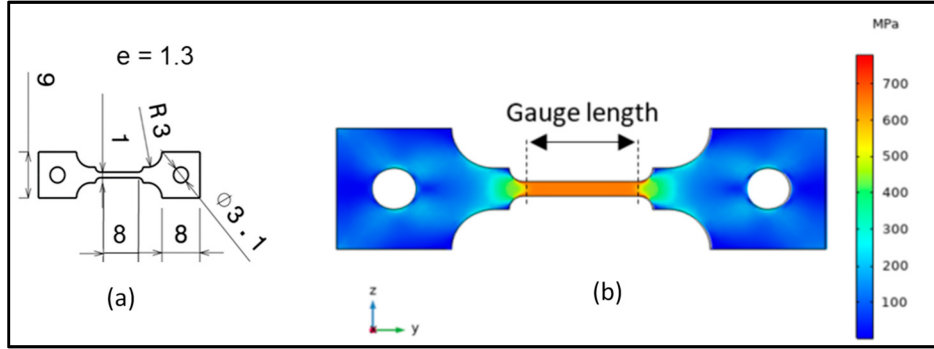 e = 1.3
9
1
R3
Ø3.1
8
8
(a)
Gauge length
z
y
(b)
MPa
700
600
500
400
300
200
100